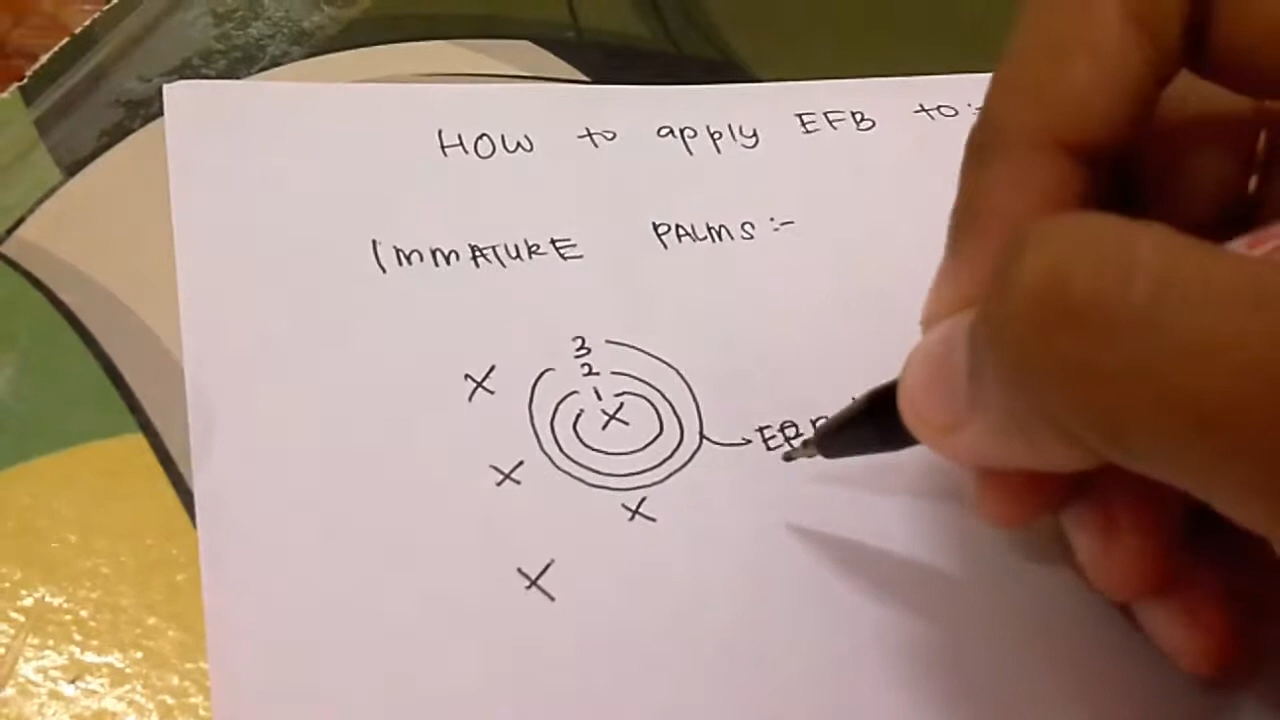 HOW to apply EFB to:-
IMMATURE PALMS:-
3
2
1
X
X
X
X
X